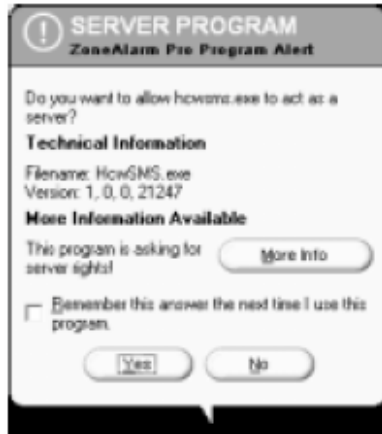 SERVER PROGRAM
ZoneAlarm Pro Program Alert
Do you want to allow hcwsms.exe to act as a
server?
Technical Information
Filename: HcwSMS.exe
Version: 1, 0, 0, 21247
More Information Available
This program is asking for
server rights!
More Info
Remember this answer the next time I use this
program.
Yes
No